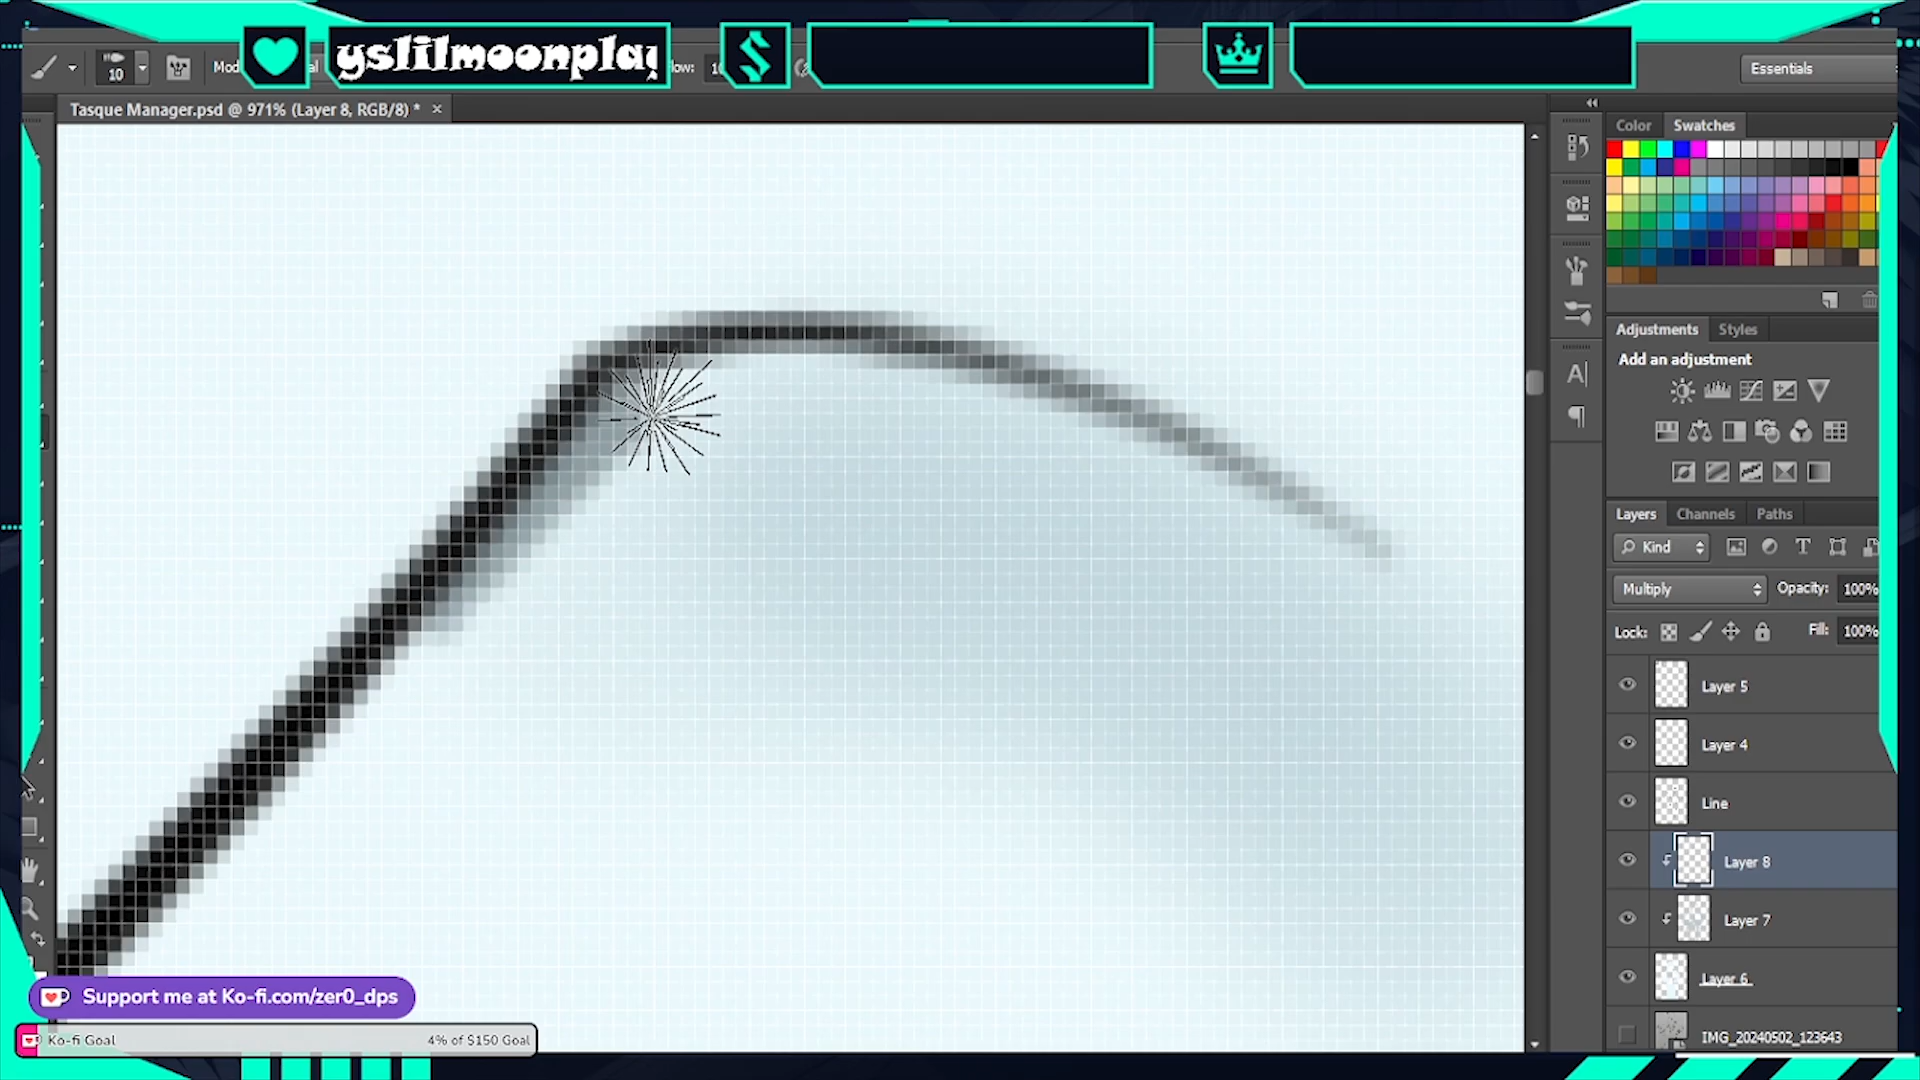 yslilmoonplay
10
Essentials
Tasque Manager.psd @ 971% (Layer 8, RGB/8) *
Color Swatches
Adjustments Styles
Add an adjustment
Layers Channels Paths
Kind
Multiply Opacity: 100%
Lock: Fill: 100%
Layer 5
Layer 4
Line
Layer 8
Layer 7
Layer 6
IMG_20240502_123643
Support me at Ko-fi.com/zer0_dps
Ko-fi Goal 4% of $150 Goal